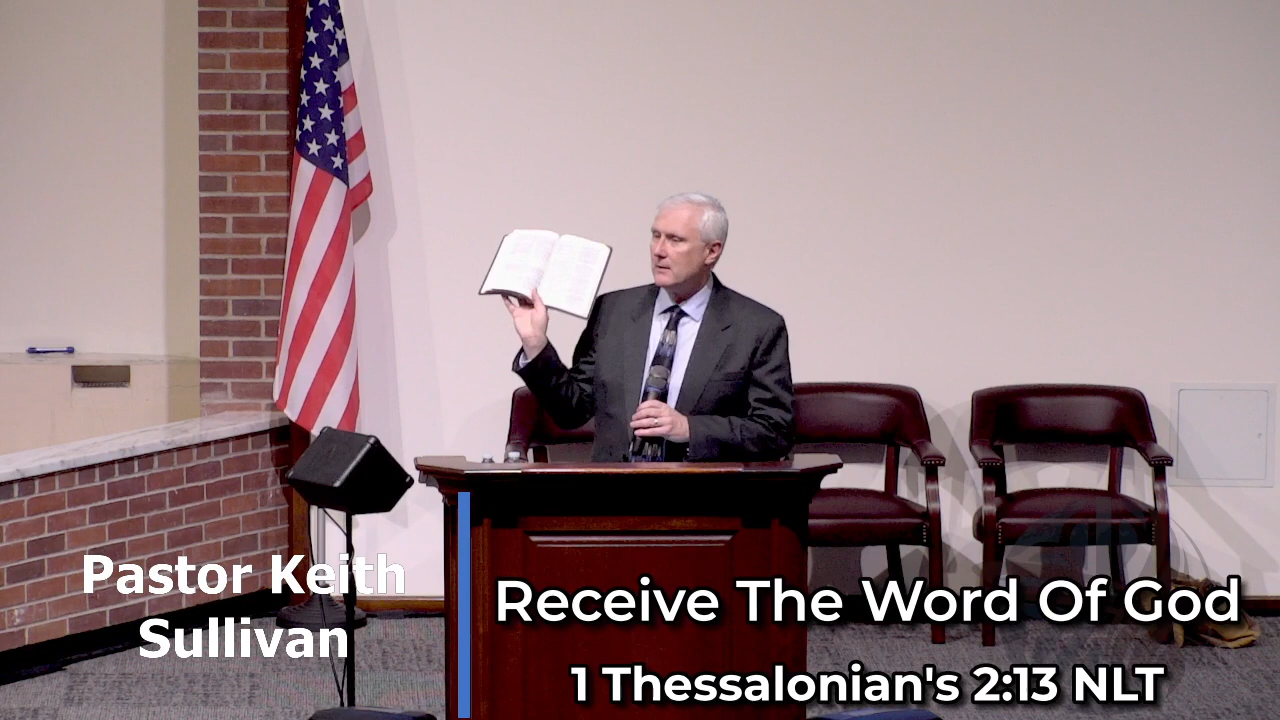 Pastor Keith
Sullivan
Receive The Word Of God
1 Thessalonian's 2:13 NLT